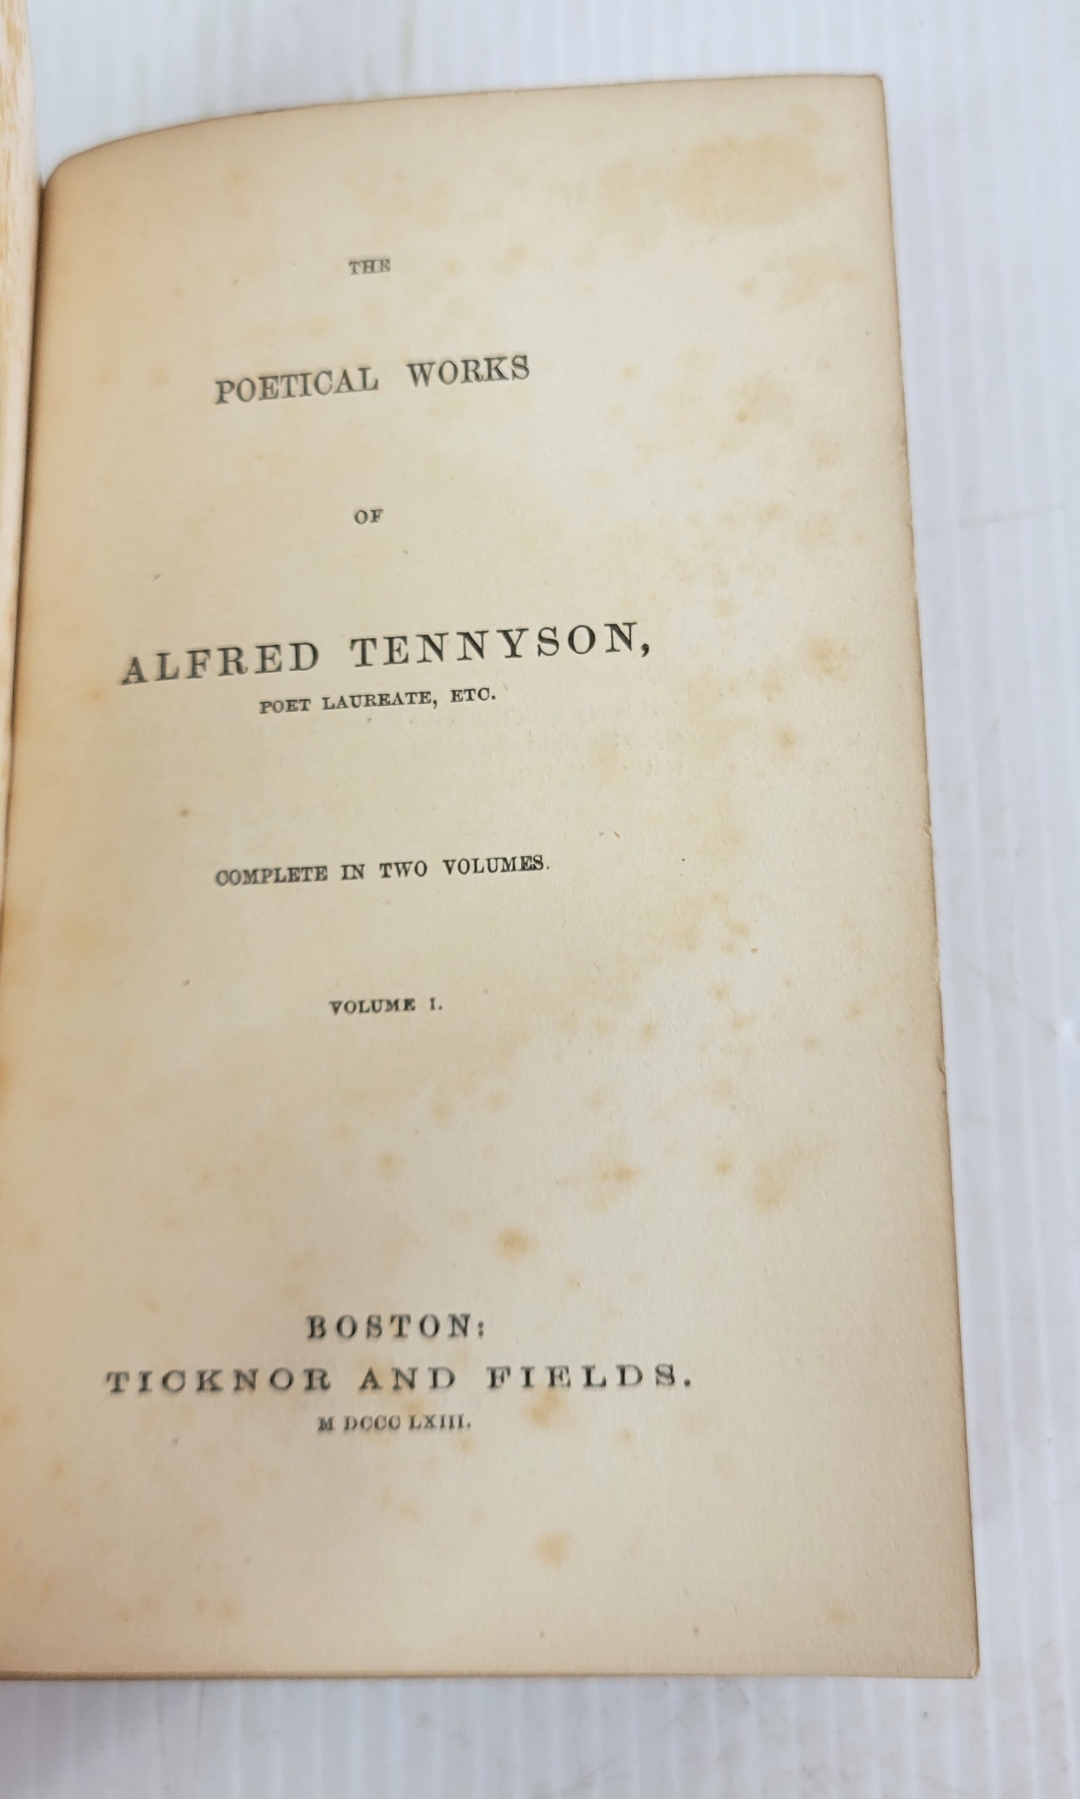 THE
POETICAL WORKS
OF
ALFRED TENNYSON,
POET LAUREATE, ETC.
COMPLETE IN TWO VOLUMES.
VOLUME I.
BOSTON:
TICKNOR AND FIELDS.
M DCCC LXIII.